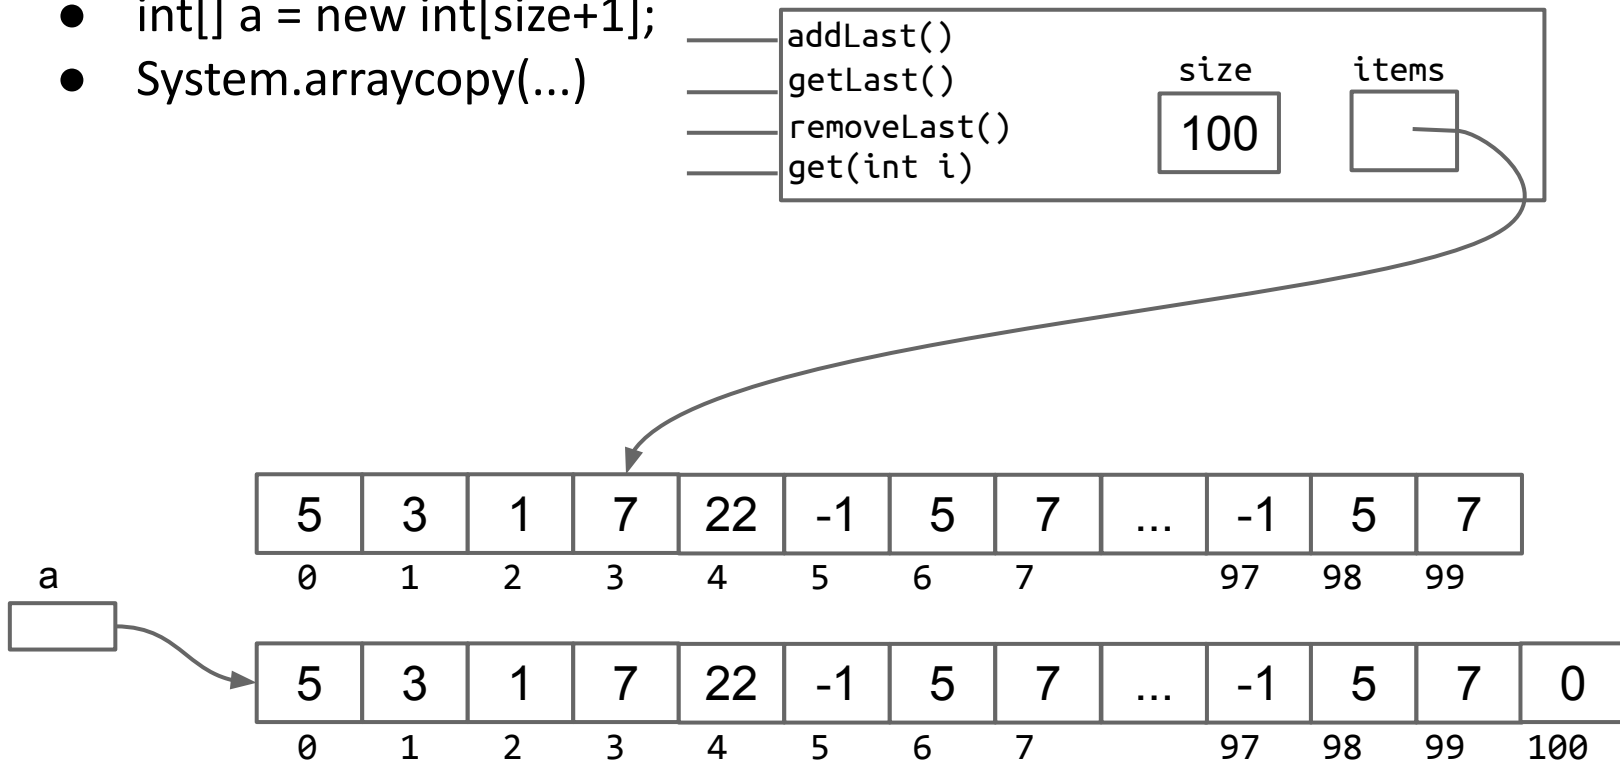 ● int[] a = new int[size+1];
● System.arraycopy(...)
addLast()
getLast()
removeLast()
get(int i)
size items
100
5 3 1 7 22 -1 5 7 ... -1 5 7
0 1 2 3 4 5 6 7 97 98 99
a
5 3 1 7 22 -1 5 7 ... -1 5 7 0
0 1 2 3 4 5 6 7 97 98 99 100